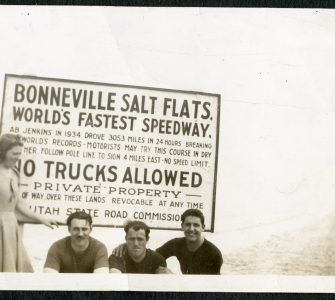 BONNEVILLE SALT FLATS.
WORLD'S FASTEST SPEEDWAY.
AB JENKINS IN 1934 DROVE 3053 MILES IN 24 HOURS BREAKING
WORLD'S RECORDS - MOTORISTS MAY TRY THIS COURSE IN DRY
HER. FOLLOW POLE LINE TO SIGN 4 MILES EAST - NO SPEED LIMIT.
O TRUCKS ALLOWED
- PRIVATE PROPERTY -
OF WAY OVER THESE LANDS REVOCABLE AT ANY TIME
UTAH STATE ROAD COMMISSIO